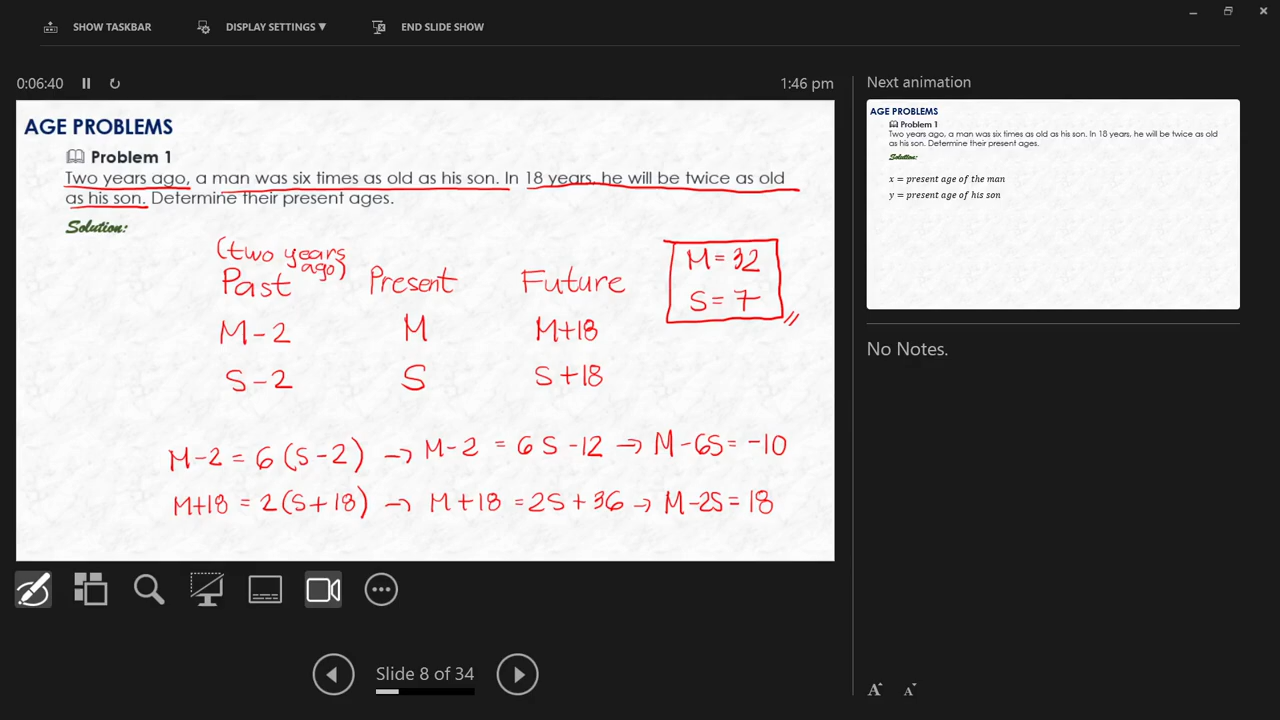 SHOW TASKBAR DISPLAY SETTINGS ▼ END SLIDE SHOW
0:06:40 1:46 pm
AGE PROBLEMS
Problem 1
Two years ago, a man was six times as old as his son. In 18 years, he will be twice as old
as his son. Determine their present ages.
Solution:
(two years
ago)
Past Present Future
M-2 M M+18
S-2 S S+18
M=32
S=7
M-2 = 6(S-2) → M-2 = 6S-12 → M-6S = -10
M+18 = 2(S+18) → M+18 = 2S+36 → M-2S = 18
Slide 8 of 34
Next animation
AGE PROBLEMS
Problem 1
Two years ago, a man was six times as old as his son. In 18 years, he will be twice as old
as his son. Determine their present ages.
Solution:
x = present age of the man
y = present age of his son
No Notes.
A A